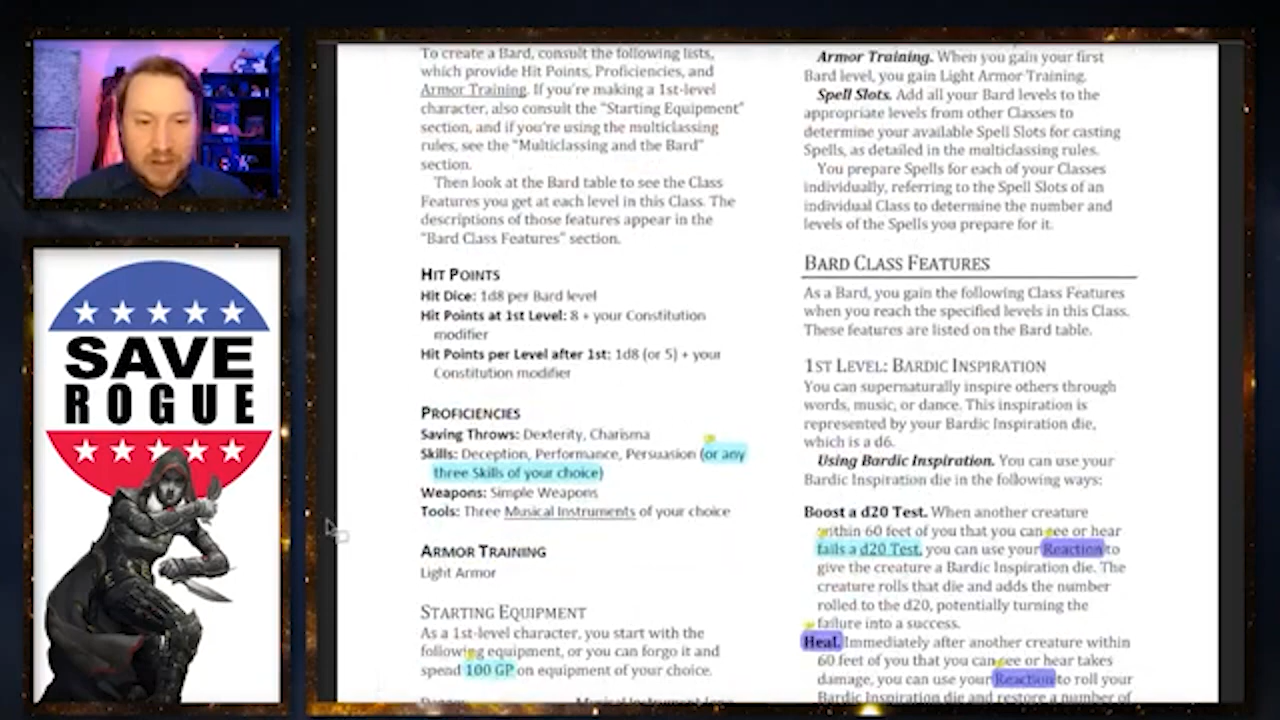 SAVE
ROGUE
To create a Bard, consult the following lists,
which provide Hit Points, Proficiencies, and
Armor Training. If you're making a 1st-level
character, also consult the "Starting Equipment"
section, and if you're using the multiclassing
rules, see the "Multiclassing and the Bard"
section.
Then look at the Bard table to see the Class
Features you get at each level in this Class. The
descriptions of those features appear in the
"Bard Class Features" section.
HIT POINTS
Hit Dice: 1d8 per Bard level
Hit Points at 1st Level: 8 + your Constitution
modifier
Hit Points per Level after 1st: 1d8 (or 5) + your
Constitution modifier
PROFICIENCIES
Saving Throws: Dexterity, Charisma
Skills: Deception, Performance, Persuasion (or any
three Skills of your choice)
Weapons: Simple Weapons
Tools: Three Musical Instruments of your choice
ARMOR TRAINING
Light Armor
STARTING EQUIPMENT
As a 1st-level character, you start with the
following equipment, or you can forgo it and
spend 100 GP on equipment of your choice.
Armor Training. When you gain your first
Bard level, you gain Light Armor Training.
Spell Slots. Add all your Bard levels to the
appropriate levels from other Classes to
determine your available Spell Slots for casting
Spells, as detailed in the multiclassing rules.
You prepare Spells for each of your Classes
individually, referring to the Spell Slots of an
individual Class to determine the number and
levels of the Spells you prepare for it.
BARD CLASS FEATURES
As a Bard, you gain the following Class Features
when you reach the specified levels in this Class.
These features are listed on the Bard table.
1ST LEVEL: BARDIC INSPIRATION
You can supernaturally inspire others through
words, music, or dance. This inspiration is
represented by your Bardic Inspiration die,
which is a d6.
Using Bardic Inspiration. You can use your
Bardic Inspiration die in the following ways:
Boost a d20 Test. When another creature
within 60 feet of you that you can see or hear
fails a d20 Test, you can use your Reaction to
give the creature a Bardic Inspiration die. The
creature rolls that die and adds the number
rolled to the d20, potentially turning the
failure into a success.
Heal. Immediately after another creature within
60 feet of you that you can see or hear takes
damage, you can use your Reaction to roll your
Bardic Inspiration die and restore a number of